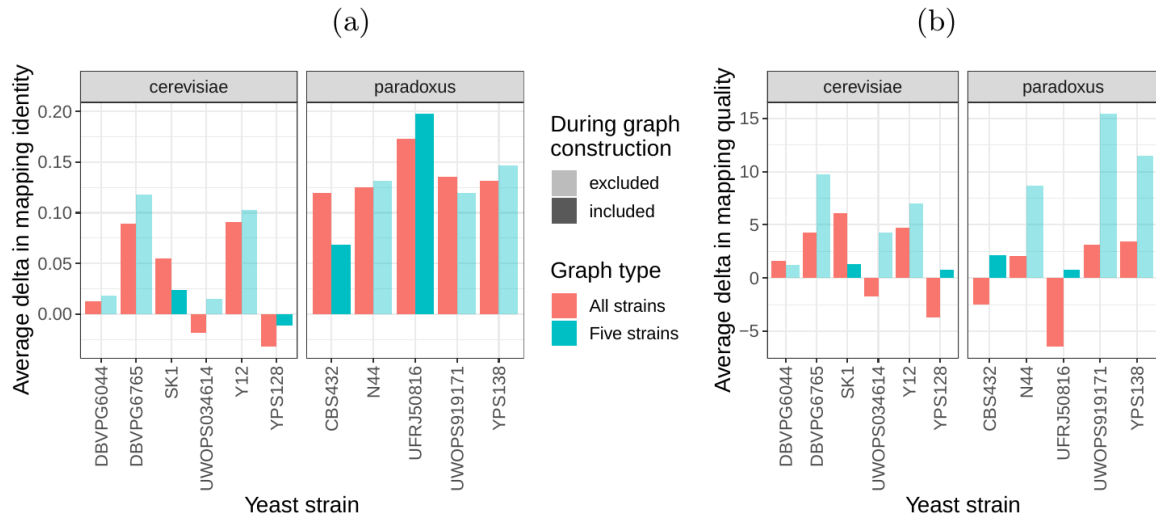 (a)
(b)
Average delta in mapping identity
cerevisiae
paradoxus
0.20
0.15
0.10
0.05
0.00
DBVPG6044
DBVPG6765
SK1
UWOPS034614
Y12
YPS128
CBS432
N44
UFRJ50816
UWOPS919171
YPS138
Yeast strain
During graph
construction
excluded
included
Graph type
All strains
Five strains
Average delta in mapping quality
cerevisiae
paradoxus
15
10
5
0
−5
DBVPG6044
DBVPG6765
SK1
UWOPS034614
Y12
YPS128
CBS432
N44
UFRJ50816
UWOPS919171
YPS138
Yeast strain